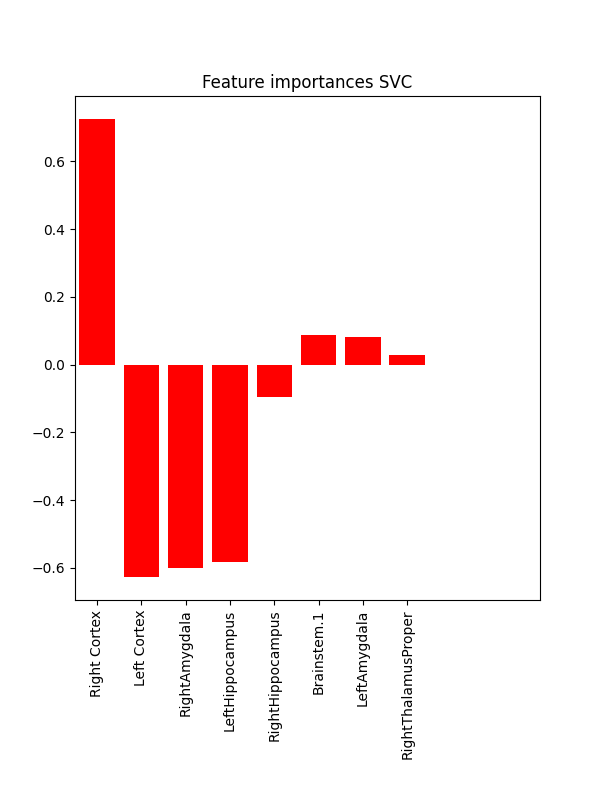 Feature importances SVC
0.6
0.4
0.2
0.0
−0.2
−0.4
−0.6
Right Cortex
Left Cortex
RightAmygdala
LeftHippocampus
RightHippocampus
Brainstem.1
LeftAmygdala
RightThalamusProper